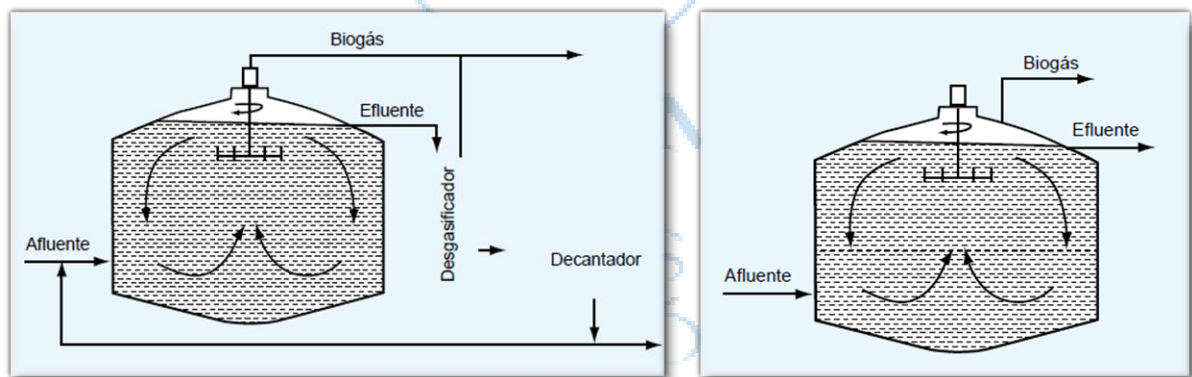 Biogás
Efluente
Desgasificador
Afluente
Decantador
Biogás
Efluente
Afluente